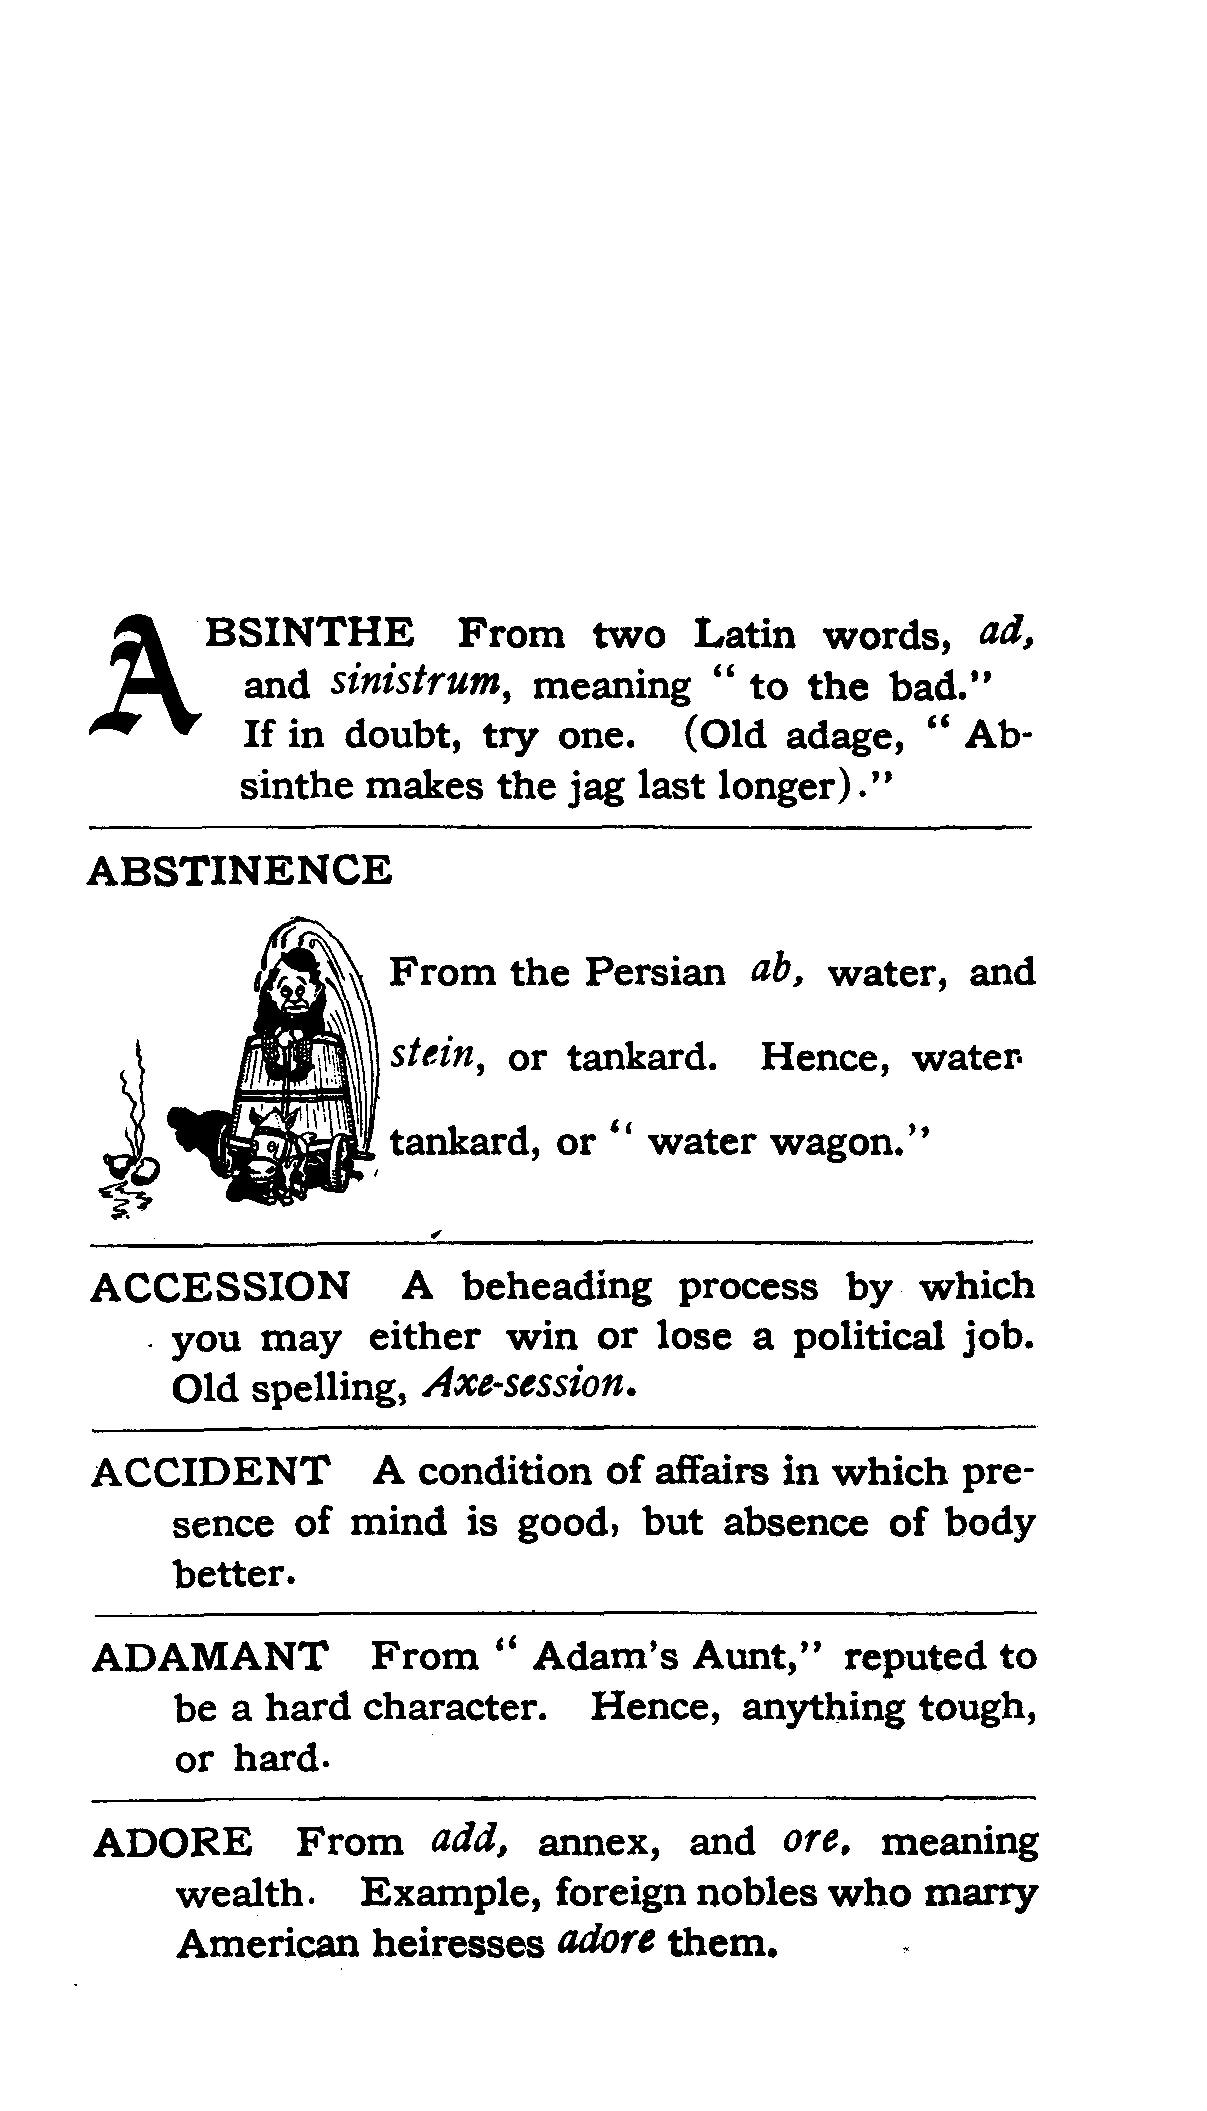 ABSINTHE From two Latin words, ad,
and sinistrum, meaning “ to the bad.”
If in doubt, try one. (Old adage, “ Ab-
sinthe makes the jag last longer).”
ABSTINENCE
From the Persian ab, water, and
stein, or tankard. Hence, water
tankard, or “ water wagon.”
ACCESSION A beheading process by which
you may either win or lose a political job.
Old spelling, Axe-session.
ACCIDENT A condition of affairs in which pre-
sence of mind is good, but absence of body
better.
ADAMANT From “ Adam's Aunt,” reputed to
be a hard character. Hence, anything tough,
or hard.
ADORE From add, annex, and ore, meaning
wealth. Example, foreign nobles who marry
American heiresses adore them.